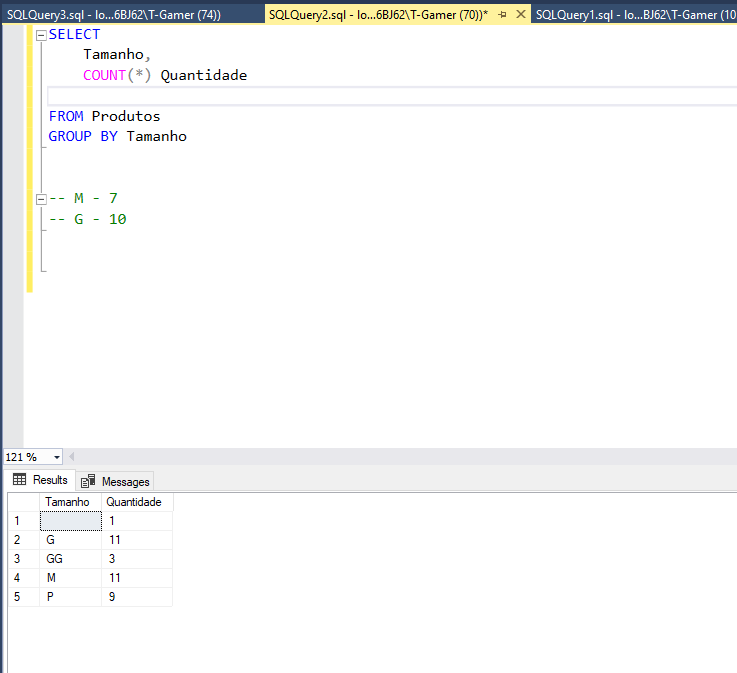 SQLQuery3.sql - lo...6BJ62\T-Gamer (74)) SQLQuery2.sql - lo...6BJ62\T-Gamer (70))* SQLQuery1.sql - lo...BJ62\T-Gamer (10
SELECT
Tamanho,
COUNT(*) Quantidade
FROM Produtos
GROUP BY Tamanho
-- M - 7
-- G - 10
121 %
Results Messages
Tamanho Quantidade
1 1
2 G 11
3 GG 3
4 M 11
5 P 9